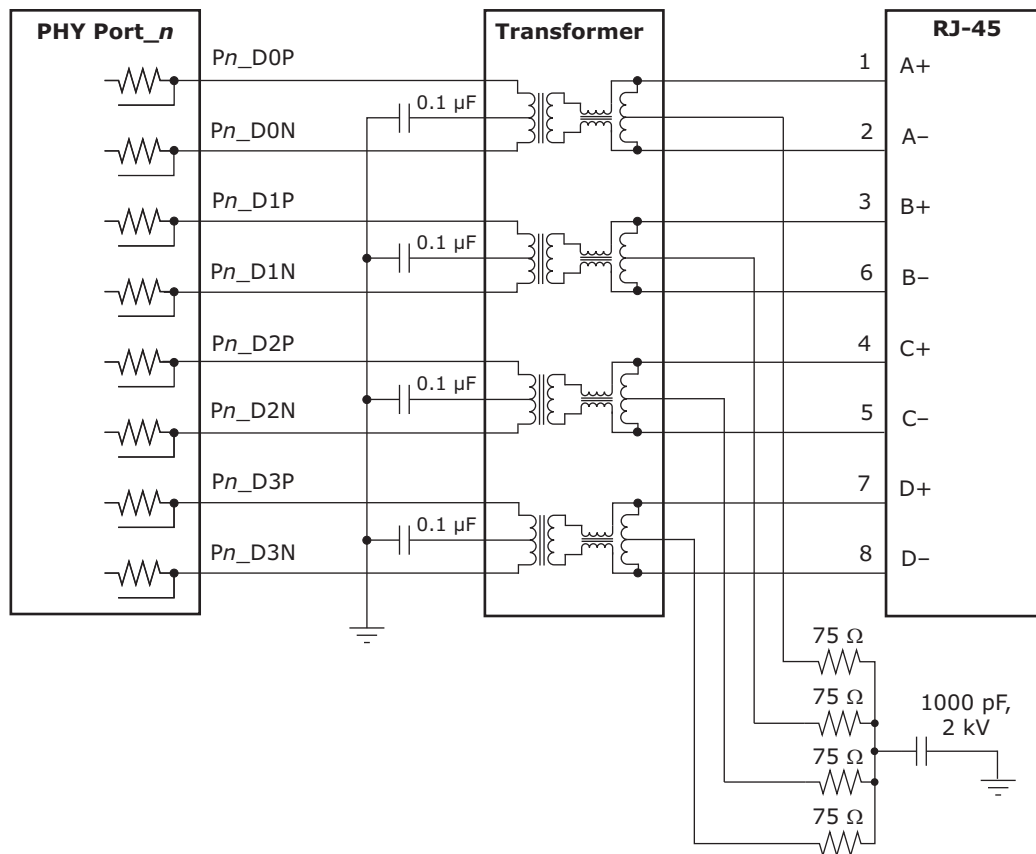 PHY Port_n
Transformer
RJ-45
Pn_D0P
1 A+
0.1 µF
Pn_D0N
2 A−
Pn_D1P
3 B+
0.1 µF
Pn_D1N
6 B−
Pn_D2P
4 C+
0.1 µF
Pn_D2N
5 C−
Pn_D3P
7 D+
0.1 µF
Pn_D3N
8 D−
75 Ω
75 Ω
1000 pF,
2 kV
75 Ω
75 Ω